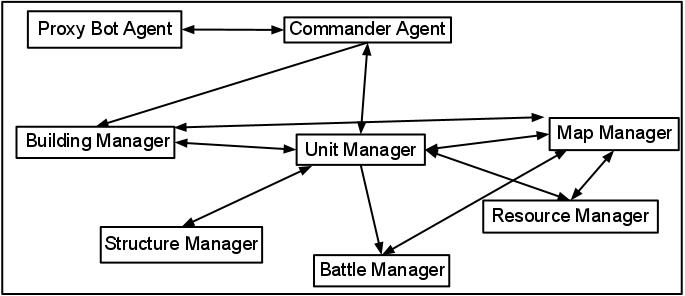 Proxy Bot Agent
Commander Agent
Building Manager
Unit Manager
Map Manager
Resource Manager
Structure Manager
Battle Manager